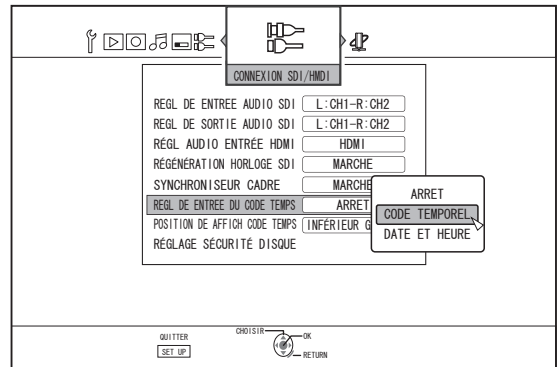 CONNEXION SDI/HMDI
REGL DE ENTREE AUDIO SDI L:CH1-R:CH2
REGL DE SORTIE AUDIO SDI L:CH1-R:CH2
RÉGL AUDIO ENTRÉE HDMI HDMI
RÉGÉNÉRATION HORLOGE SDI MARCHE
SYNCHRONISEUR CADRE MARCHE
REGL DE ENTREE DU CODE TEMPS ARRET
POSITION DE AFFICH CODE TEMPS INFÉRIEUR G
RÉGLAGE SÉCURITÉ DISQUE
ARRET
CODE TEMPOREL
DATE ET HEURE
QUITTER
SET UP
CHOISIR
OK
RETURN